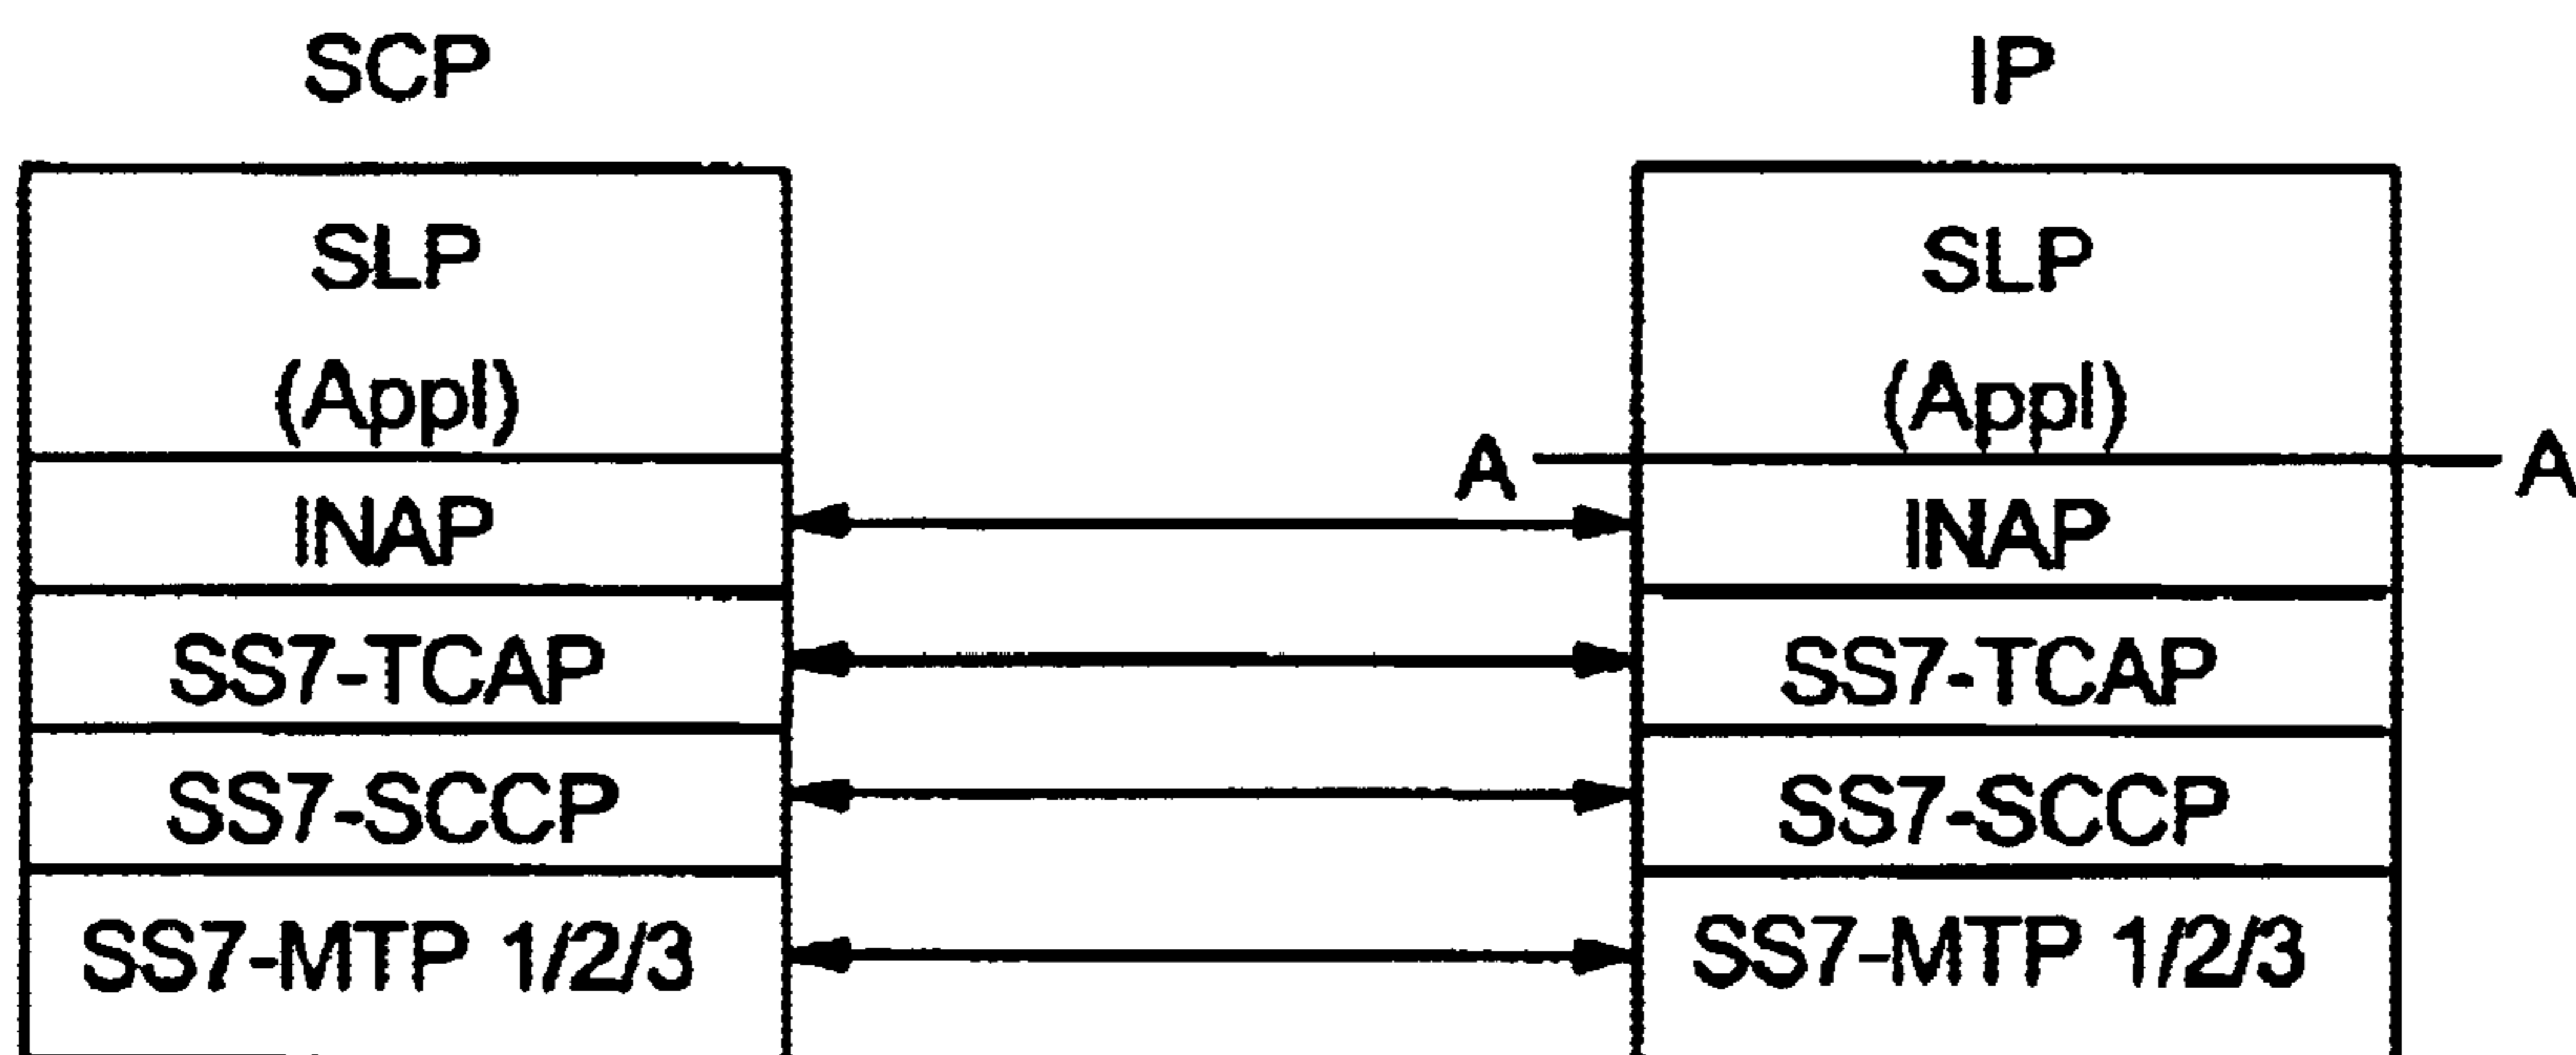 SCP
IP
SLP
SLP
(Appl)
(Appl)
A
A
INAP
INAP
SS7-TCAP
SS7-TCAP
SS7-SCCP
SS7-SCCP
SS7-MTP 1/2/3
SS7-MTP 1/2/3